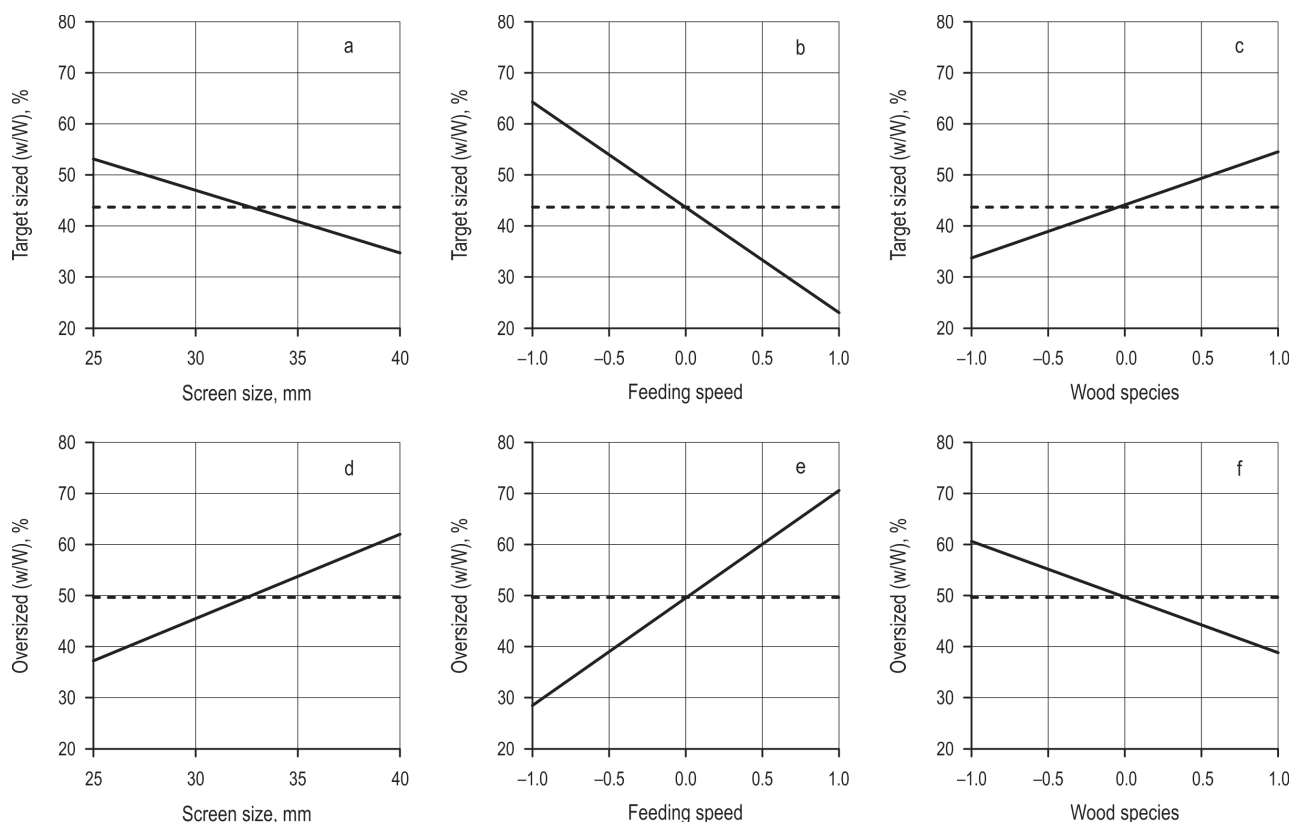 a
Target sized (w/W), %
80
70
60
50
40
30
20
25 30 35 40
Screen size, mm
b
Target sized (w/W), %
80
70
60
50
40
30
20
–1.0 –0.5 0.0 0.5 1.0
Feeding speed
c
Target sized (w/W), %
80
70
60
50
40
30
20
–1.0 –0.5 0.0 0.5 1.0
Wood species
d
Oversized (w/W), %
80
70
60
50
40
30
20
25 30 35 40
Screen size, mm
e
Oversized (w/W), %
80
70
60
50
40
30
20
–1.0 –0.5 0.0 0.5 1.0
Feeding speed
f
Oversized (w/W), %
80
70
60
50
40
30
20
–1.0 –0.5 0.0 0.5 1.0
Wood species